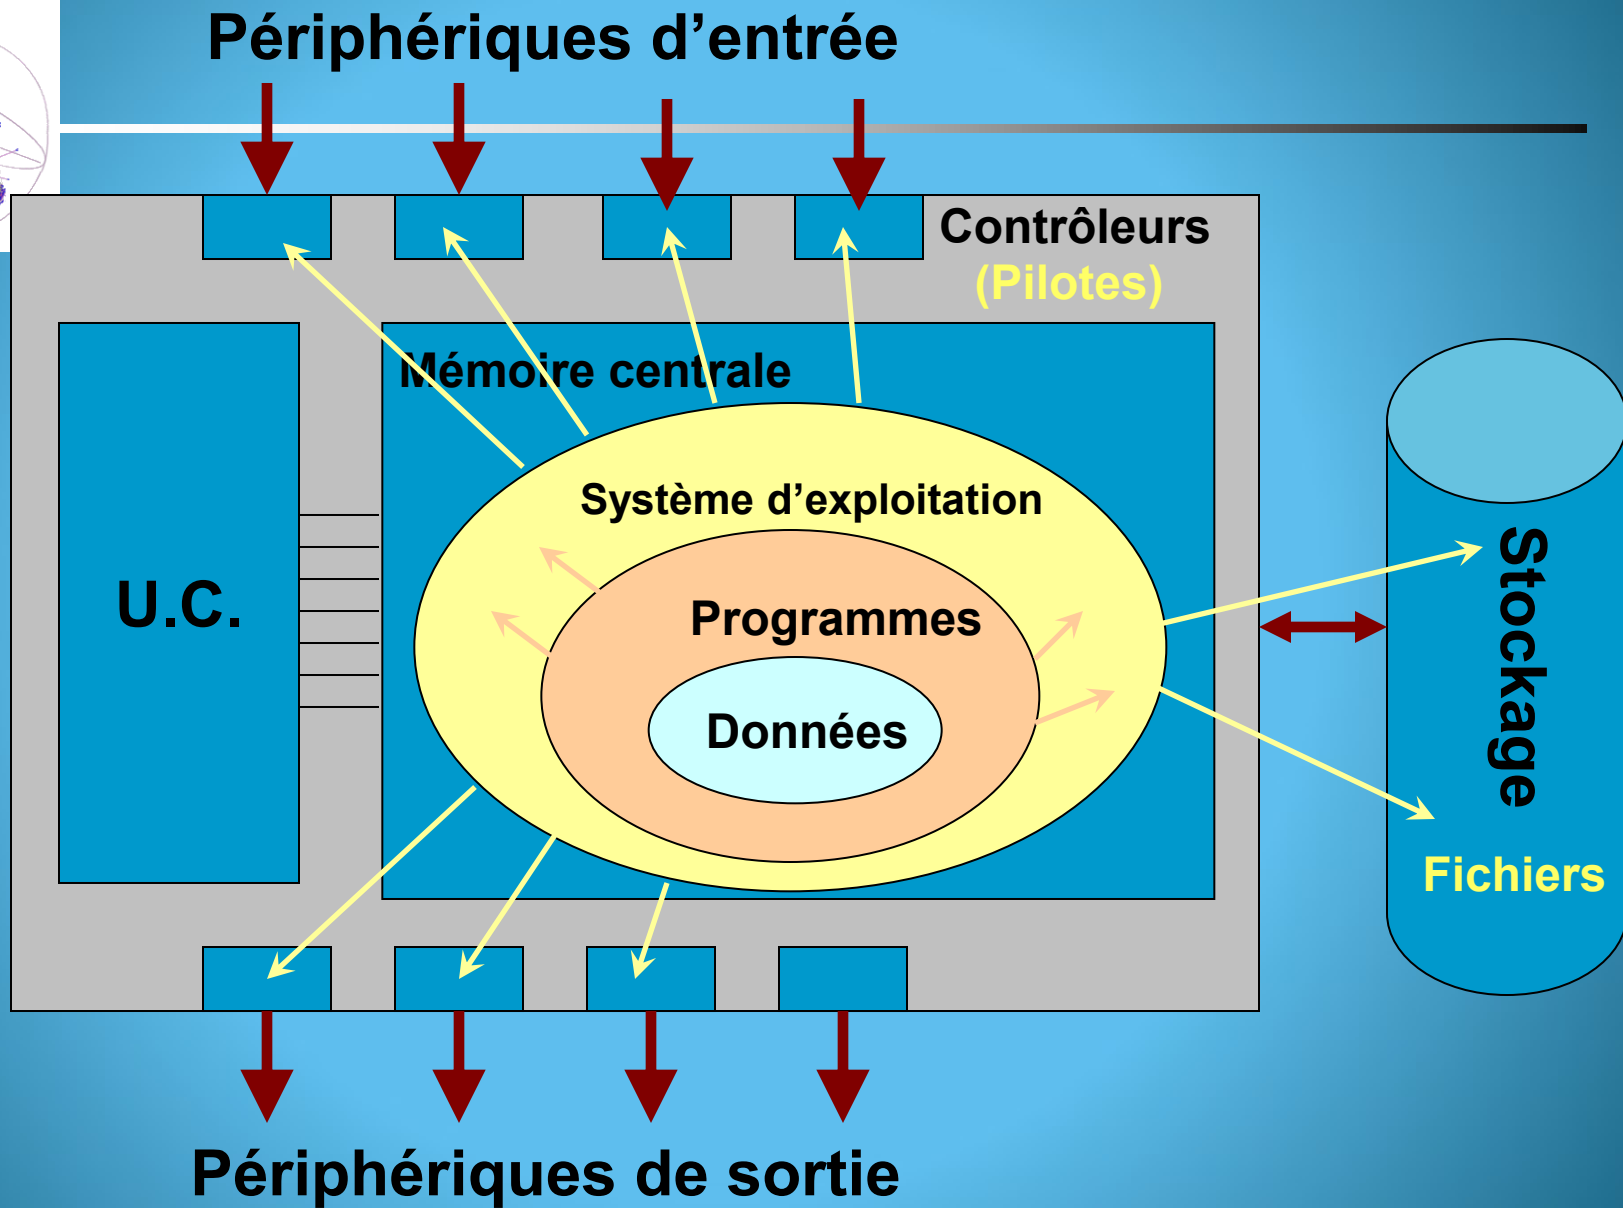 Périphériques d’entrée
Contrôleurs
(Pilotes)
Mémoire centrale
Système d’exploitation
U.C.
Programmes
Données
Stockage
Fichiers
Périphériques de sortie